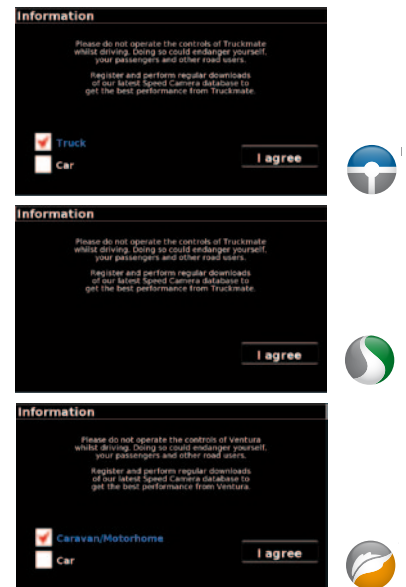 Information
Please do not operate the controls of Truckmate
whilst driving. Doing so could endanger yourself,
your passengers and other road users.
Register and perform regular downloads
of our latest Speed Camera database to
get the best performance from Truckmate.
Truck
Car
I agree
Information
Please do not operate the controls of Truckmate
whilst driving. Doing so could endanger yourself,
your passengers and other road users.
Register and perform regular downloads
of our latest Speed Camera database to
get the best performance from Truckmate.
I agree
Information
Please do not operate the controls of Ventura
whilst driving. Doing so could endanger yourself,
your passengers and other road users.
Register and perform regular downloads
of our latest Speed Camera database to
get the best performance from Ventura.
Caravan/Motorhome
Car
I agree